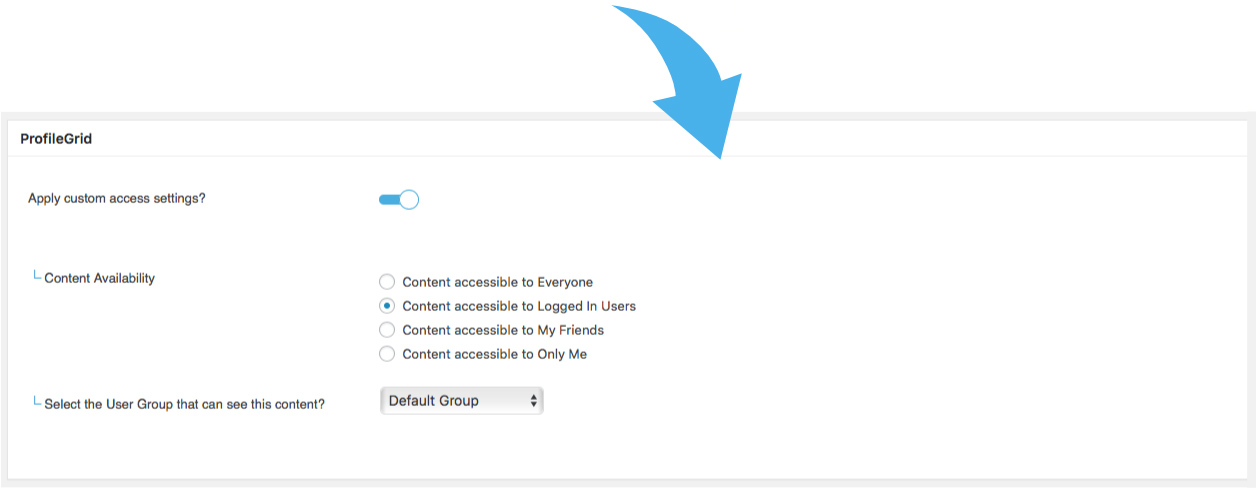 ProfileGrid
Apply custom access settings?
Content Availability
Content accessible to Everyone
Content accessible to Logged In Users
Content accessible to My Friends
Content accessible to Only Me
Select the User Group that can see this content?
Default Group